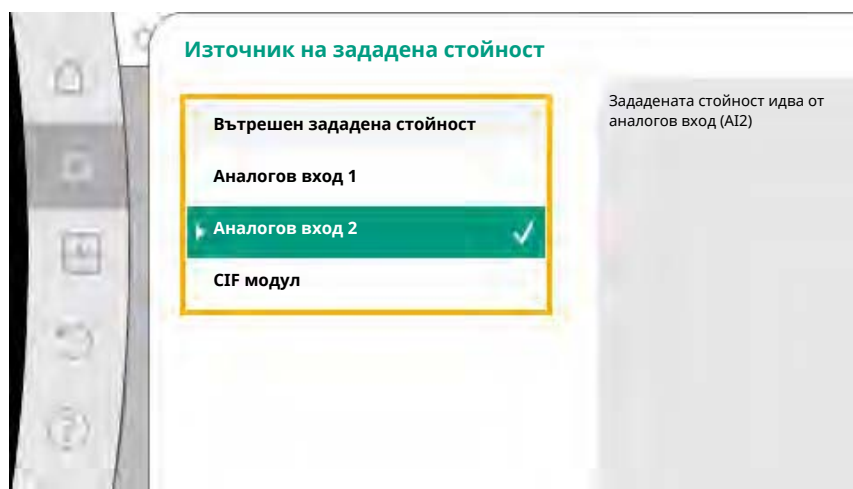 Източник на зададена стойност
Вътрешен зададена стойност
Аналогов вход 1
Аналогов вход 2
CIF модул
Зададената стойност идва от
аналогов вход (AI2)